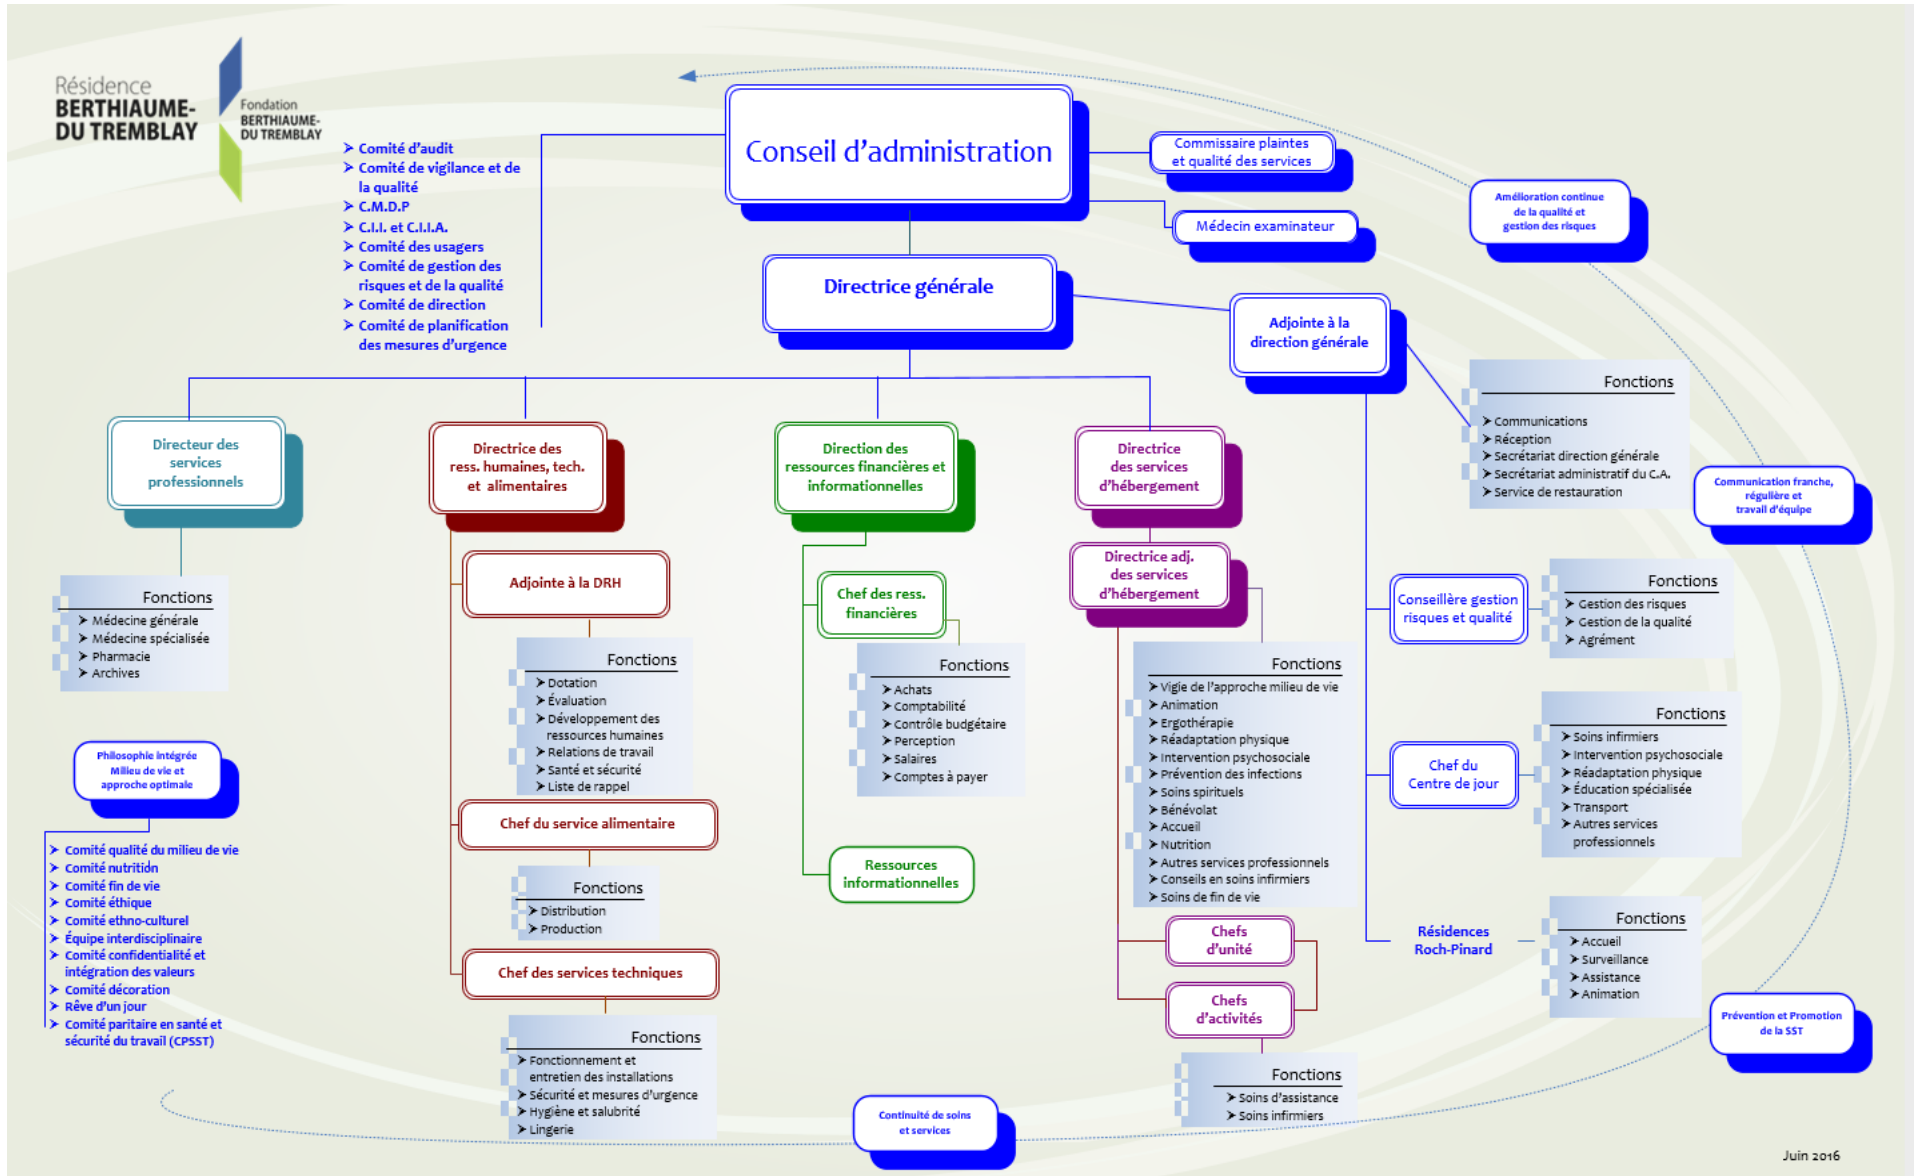 Résidence
BERTHIAUME-
DU TREMBLAY
Fondation
BERTHIAUME-
DU TREMBLAY
➢ Comité d'audit
➢ Comité de vigilance et de
la qualité
➢ C.M.D.P
➢ C.I.I. et C.I.I.A.
➢ Comité des usagers
➢ Comité de gestion des
risques et de la qualité
➢ Comité de direction
➢ Comité de planification
des mesures d'urgence
Conseil d'administration
Commissaire plaintes
et qualité des services
Médecin examinateur
Amélioration continue
de la qualité et
gestion des risques
Directrice générale
Adjointe à la
direction générale
Fonctions
➢ Communications
➢ Réception
➢ Secrétariat direction générale
➢ Secrétariat administratif du C.A.
➢ Service de restauration
Communication franche,
régulière et
travail d'équipe
Directeur des
services
professionnels
Fonctions
➢ Médecine générale
➢ Médecine spécialisée
➢ Pharmacie
➢ Archives
Directrice des
ress. humaines, tech.
et alimentaires
Adjointe à la DRH
Fonctions
➢ Dotation
➢ Évaluation
➢ Développement des
ressources humaines
➢ Relations de travail
➢ Santé et sécurité
➢ Liste de rappel
Chef du service alimentaire
Fonctions
➢ Distribution
➢ Production
Chef des services techniques
Fonctions
➢ Fonctionnement et
entretien des installations
➢ Sécurité et mesures d'urgence
➢ Hygiène et salubrité
➢ Lingerie
Direction des
ressources financières et
informationnelles
Chef des ress.
financières
Fonctions
➢ Achats
➢ Comptabilité
➢ Contrôle budgétaire
➢ Perception
➢ Salaires
➢ Comptes à payer
Ressources
informationnelles
Directrice
des services
d'hébergement
Directrice adj.
des services
d'hébergement
Fonctions
➢ Vigie de l'approche milieu de vie
➢ Animation
➢ Ergothérapie
➢ Réadaptation physique
➢ Intervention psychosociale
➢ Prévention des infections
➢ Soins spirituels
➢ Bénévolat
➢ Accueil
➢ Nutrition
➢ Autres services professionnels
➢ Conseils en soins infirmiers
➢ Soins de fin de vie
Chefs
d'unité
Chefs
d'activités
Fonctions
➢ Soins d'assistance
➢ Soins infirmiers
Conseillère gestion
risques et qualité
Fonctions
➢ Gestion des risques
➢ Gestion de la qualité
➢ Agrément
Chef du
Centre de jour
Fonctions
➢ Soins infirmiers
➢ Intervention psychosociale
➢ Réadaptation physique
➢ Éducation spécialisée
➢ Transport
➢ Autres services
professionnels
Résidences
Roch-Pinard
Fonctions
➢ Accueil
➢ Surveillance
➢ Assistance
➢ Animation
Philosophie intégrée
Milieu de vie et
approche optimale
➢ Comité qualité du milieu de vie
➢ Comité nutrition
➢ Comité fin de vie
➢ Comité éthique
➢ Comité ethno-culturel
➢ Équipe interdisciplinaire
➢ Comité confidentialité et
intégration des valeurs
➢ Comité décoration
➢ Rêve d'un jour
➢ Comité paritaire en santé et
sécurité du travail (CPSST)
Prévention et Promotion
de la SST
Continuité de soins
et services
Juin 2016